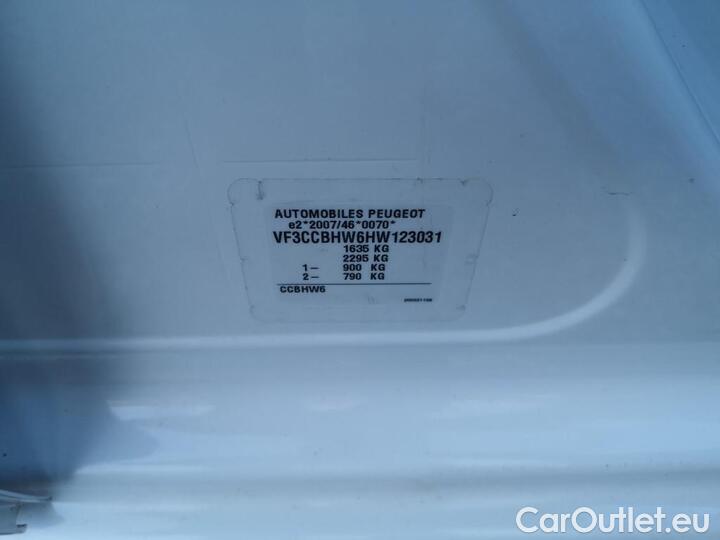 AUTOMOBILES PEUGEOT
e2*2007/46*0070*
VF3CCBHW6HW123031
1635 KG
2295 KG
1– 900 KG
2– 790 KG
CCBHW6
CarOutlet.eu